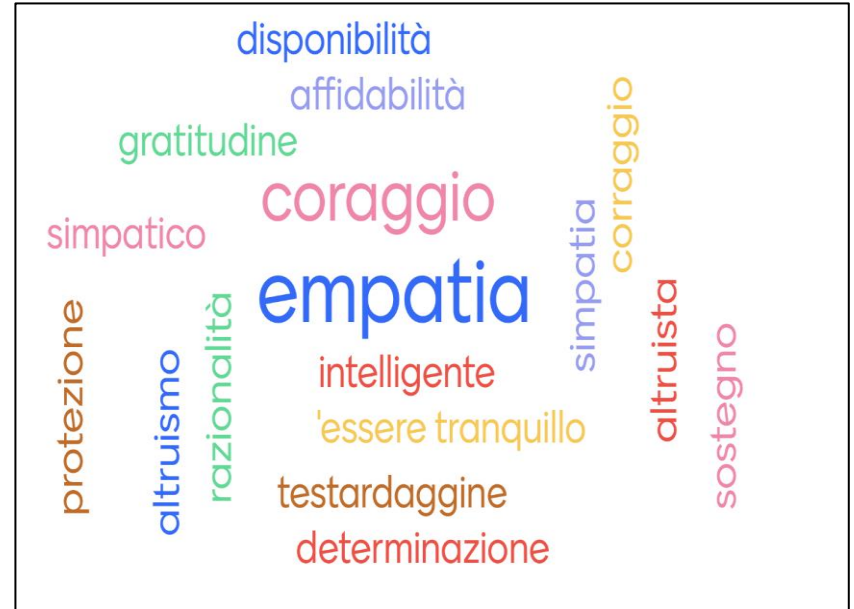 disponibilità
affidabilità
gratitudine
coraggio
simpatico
empatia
intelligente
'essere tranquillo
testardaggine
determinazione
protezione
altruismo
razionalità
simpatia
corraggio
altruista
sostegno